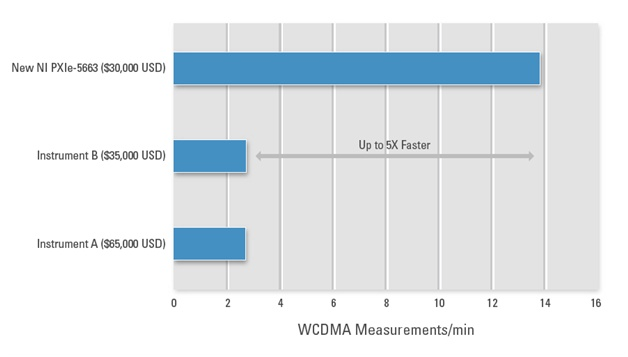 New NI PXIe-5663 ($30,000 USD)
Up to 5X Faster
Instrument B ($35,000 USD)
Instrument A ($65,000 USD)
0 2 4 6 8 10 12 14 16
WCDMA Measurements/min